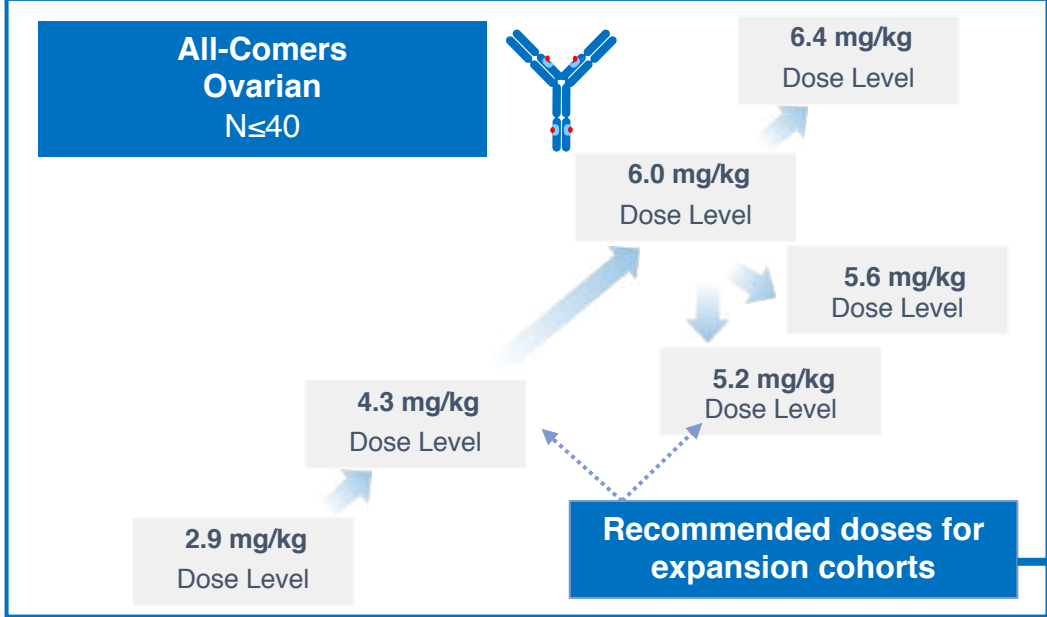 All-Comers
Ovarian
N≤40
6.4 mg/kg
Dose Level
6.0 mg/kg
Dose Level
5.6 mg/kg
Dose Level
5.2 mg/kg
Dose Level
4.3 mg/kg
Dose Level
2.9 mg/kg
Dose Level
Recommended doses for
expansion cohorts